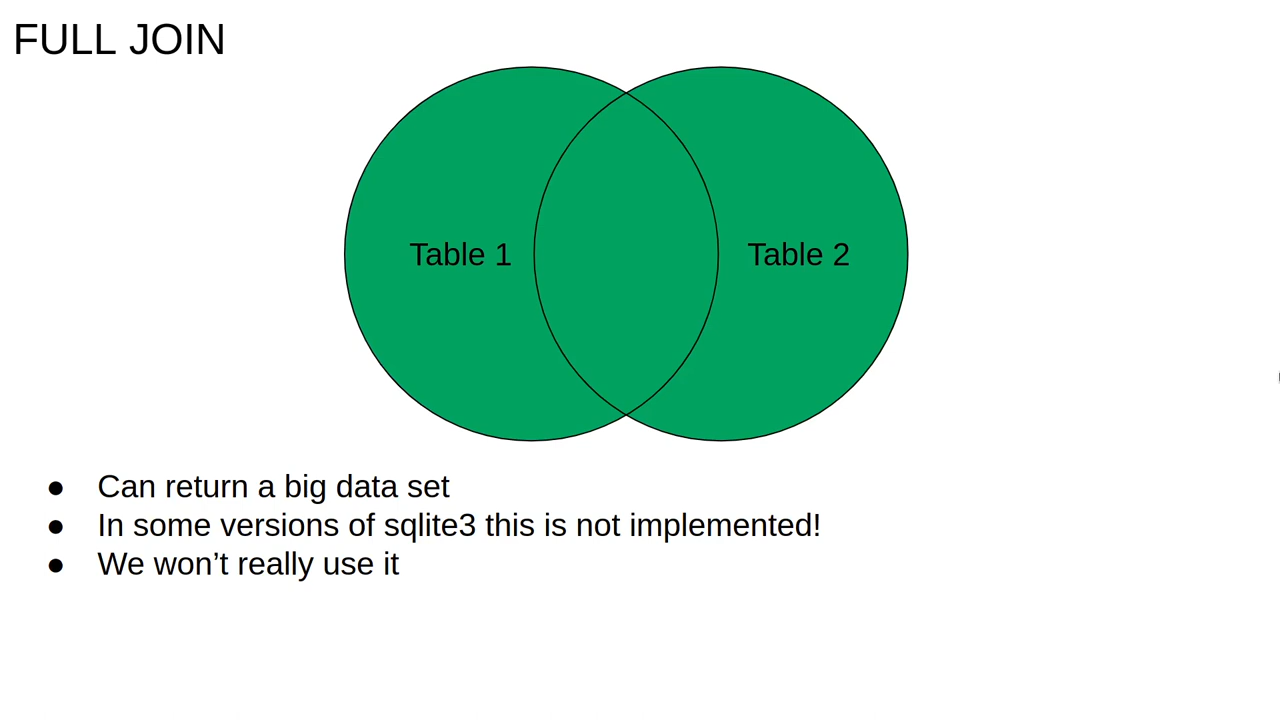 FULL JOIN
Table 1
Table 2
● Can return a big data set
● In some versions of sqlite3 this is not implemented!
● We won’t really use it